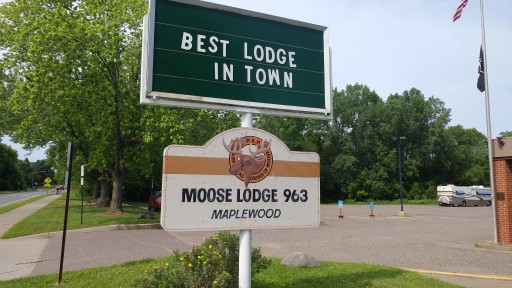 BEST LODGE
IN TOWN
P.A.P.
MOOSE LODGE 963
MAPLEWOOD